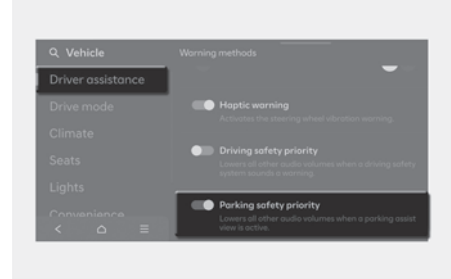 Vehicle
Warning methods
Driver assistance
Drive mode
Climate
Seats
Lights
Convenience
Haptic warning
Activates the steering wheel vibration warning.
Driving safety priority
Lowers all other audio volumes when a driving safety
system sounds a warning.
Parking safety priority
Lowers all other audio volumes when a parking assist
view is active.